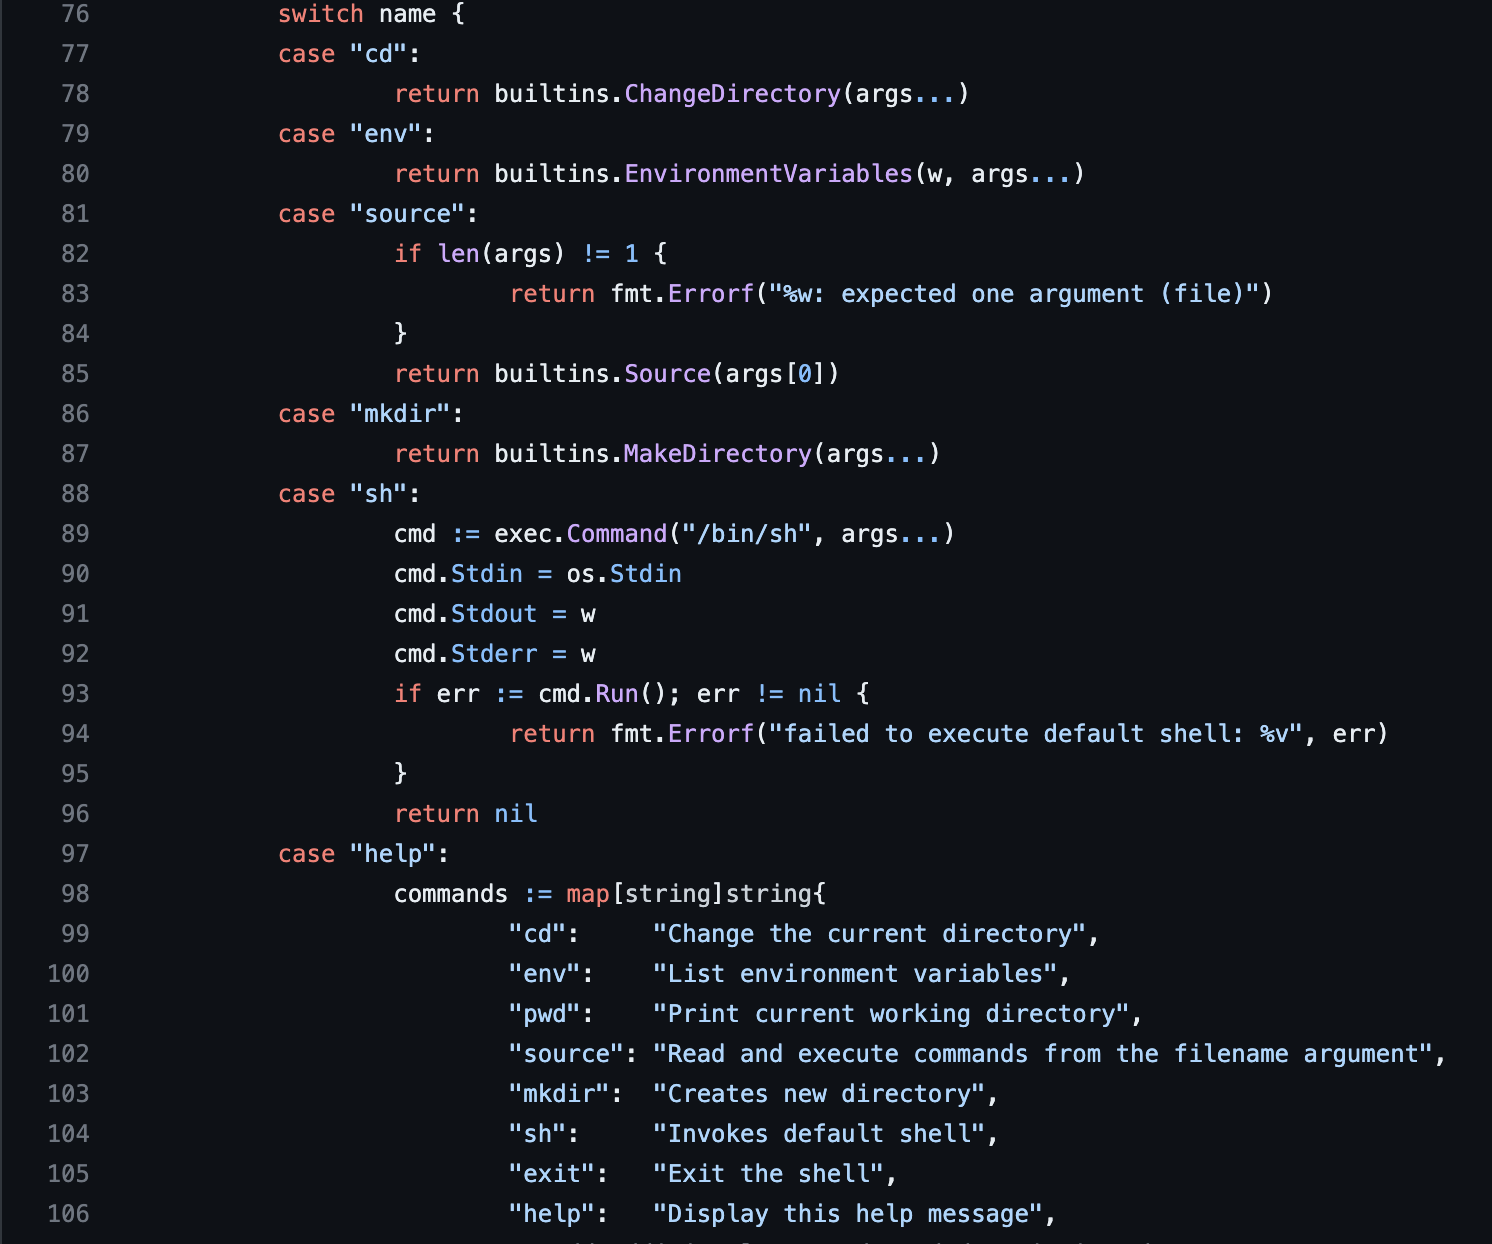 76 switch name {
77 case "cd":
78 return builtins.ChangeDirectory(args...)
79 case "env":
80 return builtins.EnvironmentVariables(w, args...)
81 case "source":
82 if len(args) != 1 {
83 return fmt.Errorf("%w: expected one argument (file)")
84 }
85 return builtins.Source(args[0])
86 case "mkdir":
87 return builtins.MakeDirectory(args...)
88 case "sh":
89 cmd := exec.Command("/bin/sh", args...)
90 cmd.Stdin = os.Stdin
91 cmd.Stdout = w
92 cmd.Stderr = w
93 if err := cmd.Run(); err != nil {
94 return fmt.Errorf("failed to execute default shell: %v", err)
95 }
96 return nil
97 case "help":
98 commands := map[string]string{
99 "cd": "Change the current directory",
100 "env": "List environment variables",
101 "pwd": "Print current working directory",
102 "source": "Read and execute commands from the filename argument",
103 "mkdir": "Creates new directory",
104 "sh": "Invokes default shell",
105 "exit": "Exit the shell",
106 "help": "Display this help message",